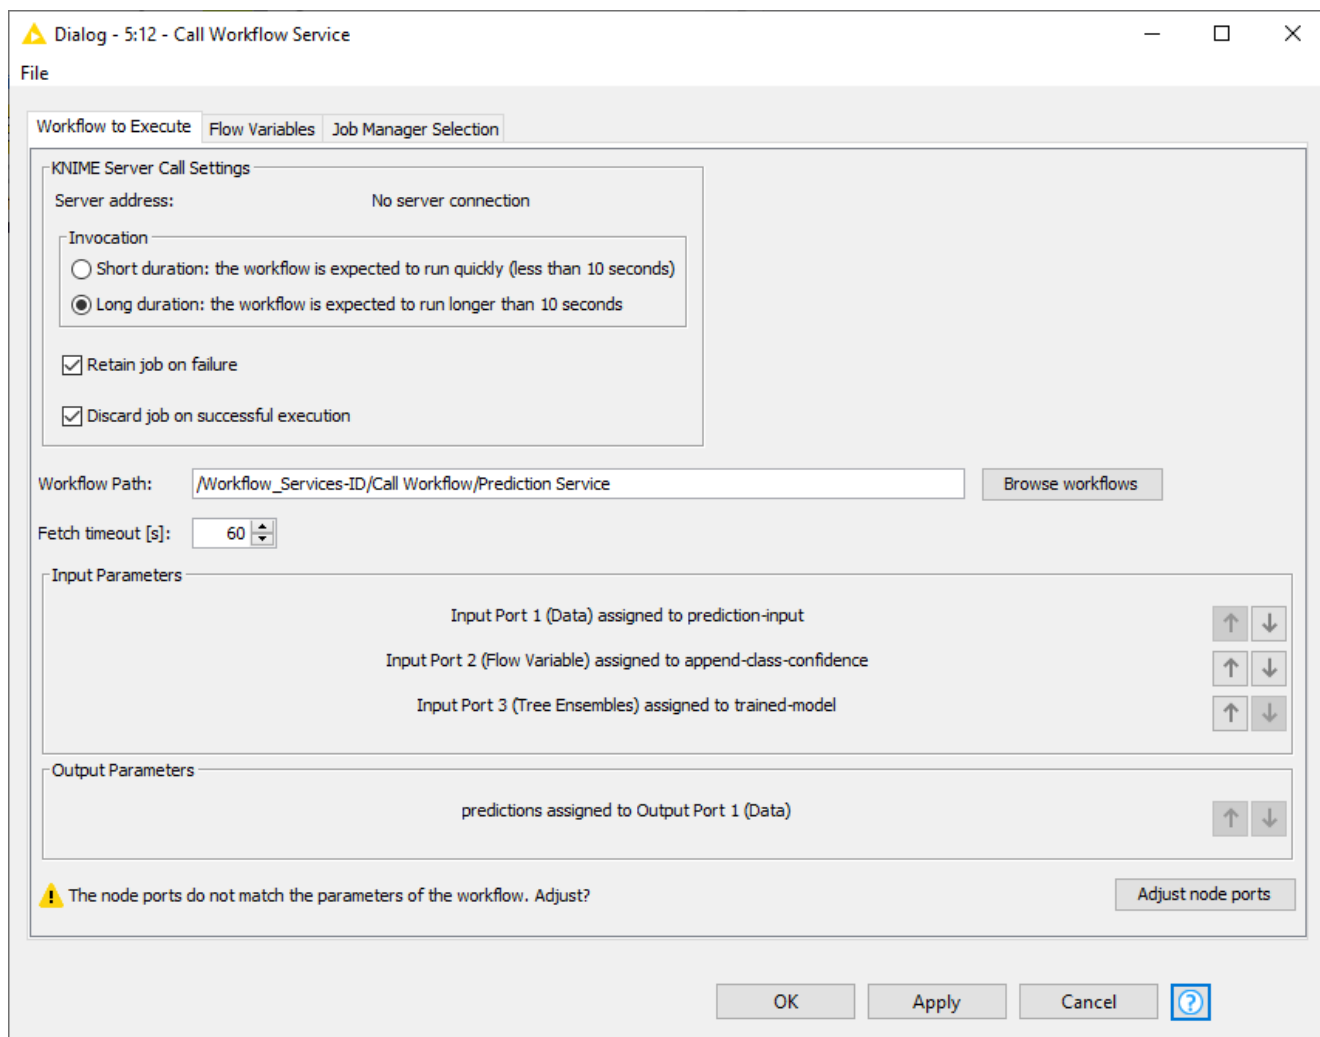 Dialog - 5:12 - Call Workflow Service
File
Workflow to Execute Flow Variables Job Manager Selection
KNIME Server Call Settings
Server address: No server connection
Invocation
Short duration: the workflow is expected to run quickly (less than 10 seconds)
Long duration: the workflow is expected to run longer than 10 seconds
Retain job on failure
Discard job on successful execution
Workflow Path: /Workflow_Services-ID/Call Workflow/Prediction Service Browse workflows
Fetch timeout [s]: 60
Input Parameters
Input Port 1 (Data) assigned to prediction-input
Input Port 2 (Flow Variable) assigned to append-class-confidence
Input Port 3 (Tree Ensembles) assigned to trained-model
Output Parameters
predictions assigned to Output Port 1 (Data)
The node ports do not match the parameters of the workflow. Adjust? Adjust node ports
OK Apply Cancel ?